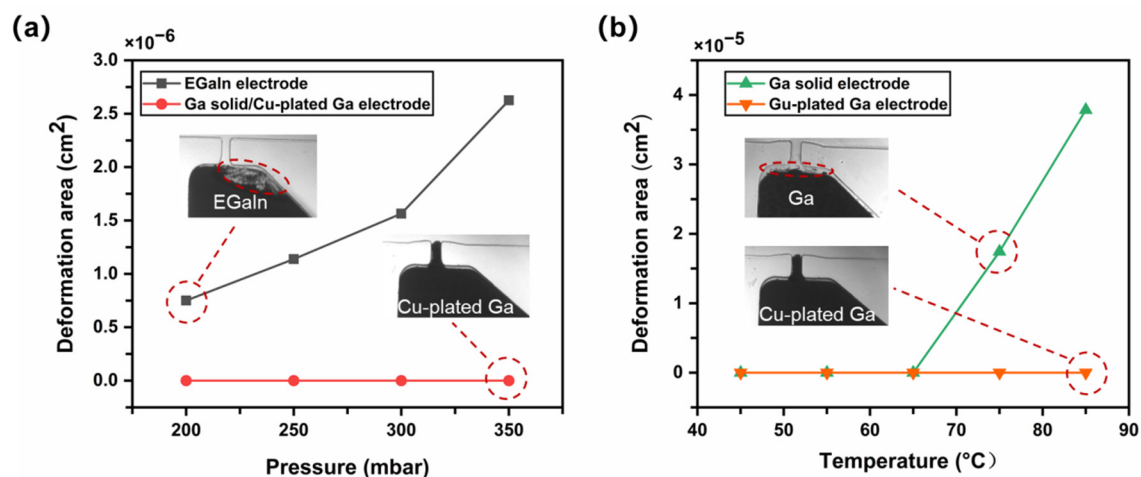 (a)
×10⁻⁶
3.0
2.5
2.0
1.5
1.0
0.5
0.0
Deformation area (cm²)
EGaIn electrode
Ga solid/Cu-plated Ga electrode
EGaIn
Cu-plated Ga
200
250
300
350
Pressure (mbar)
(b)
×10⁻⁵
5
4
3
2
1
0
Deformation area (cm²)
Ga solid electrode
Gu-plated Ga electrode
Ga
Cu-plated Ga
40
50
60
70
80
90
Temperature (°C）